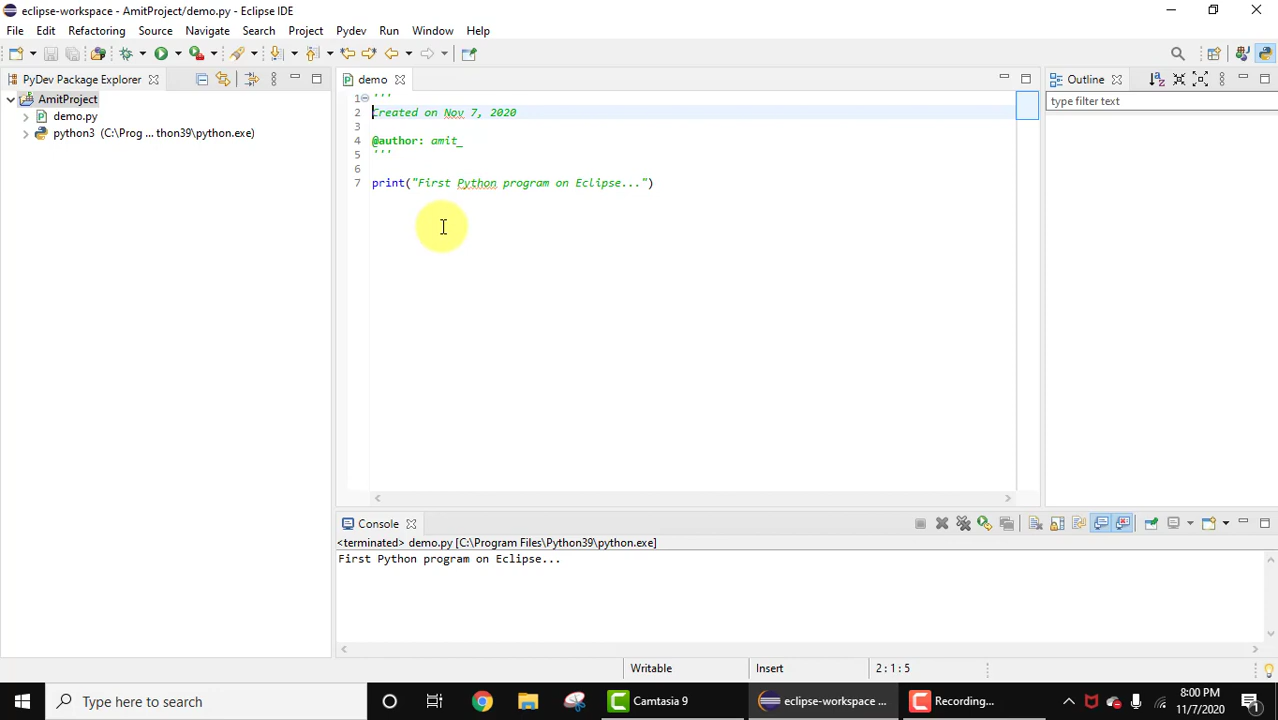 eclipse-workspace - AmitProject/demo.py - Eclipse IDE
File Edit Refactoring Source Navigate Search Project Pydev Run Window Help
PyDev Package Explorer
AmitProject
demo.py
python3 (C:\Prog ... thon39\python.exe)
demo
1 '''
2 Created on Nov 7, 2020
3
4 @author: amit_
5 '''
6
7 print("First Python program on Eclipse...")
Outline
type filter text
Console
<terminated> demo.py [C:\Program Files\Python39\python.exe]
First Python program on Eclipse...
Writable Insert 2 : 1 : 5
Type here to search
Camtasia 9
eclipse-workspace ...
Recording...
8:00 PM
11/7/2020
1